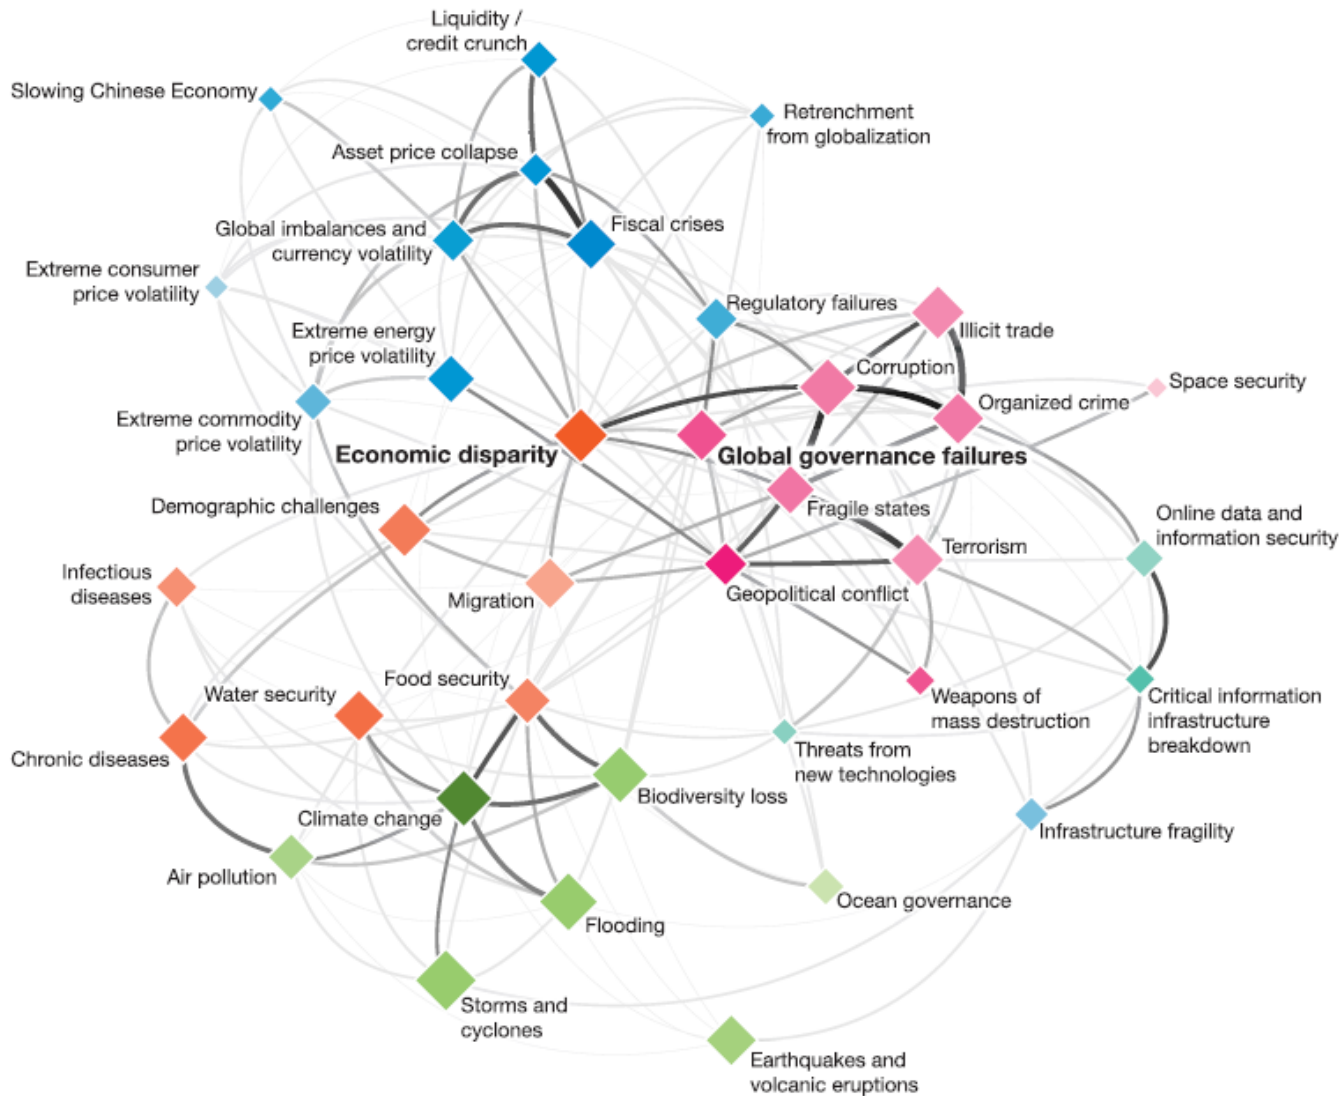 Liquidity /
credit crunch
Slowing Chinese Economy
Retrenchment
from globalization
Asset price collapse
Fiscal crises
Global imbalances and
currency volatility
Extreme consumer
price volatility
Regulatory failures
Illicit trade
Extreme energy
price volatility
Corruption
Space security
Organized crime
Extreme commodity
price volatility
Economic disparity
Global governance failures
Demographic challenges
Fragile states
Online data and
information security
Terrorism
Infectious
diseases
Migration
Geopolitical conflict
Food security
Water security
Weapons of
mass destruction
Critical information
infrastructure
breakdown
Chronic diseases
Threats from
new technologies
Biodiversity loss
Climate change
Infrastructure fragility
Air pollution
Ocean governance
Flooding
Storms and
cyclones
Earthquakes and
volcanic eruptions